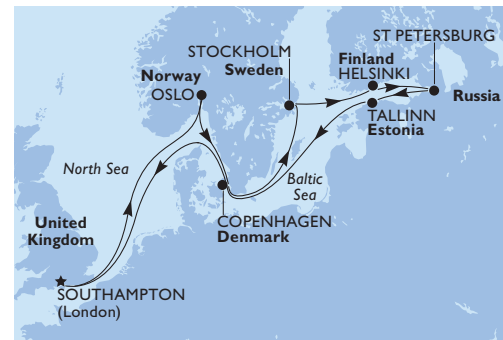 ST PETERSBURG
STOCKHOLM
Sweden
Finland
HELSINKI
Norway
OSLO
Russia
TALLINN
Estonia
North Sea
Baltic
Sea
United
Kingdom
COPENHAGEN
Denmark
SOUTHAMPTON
(London)